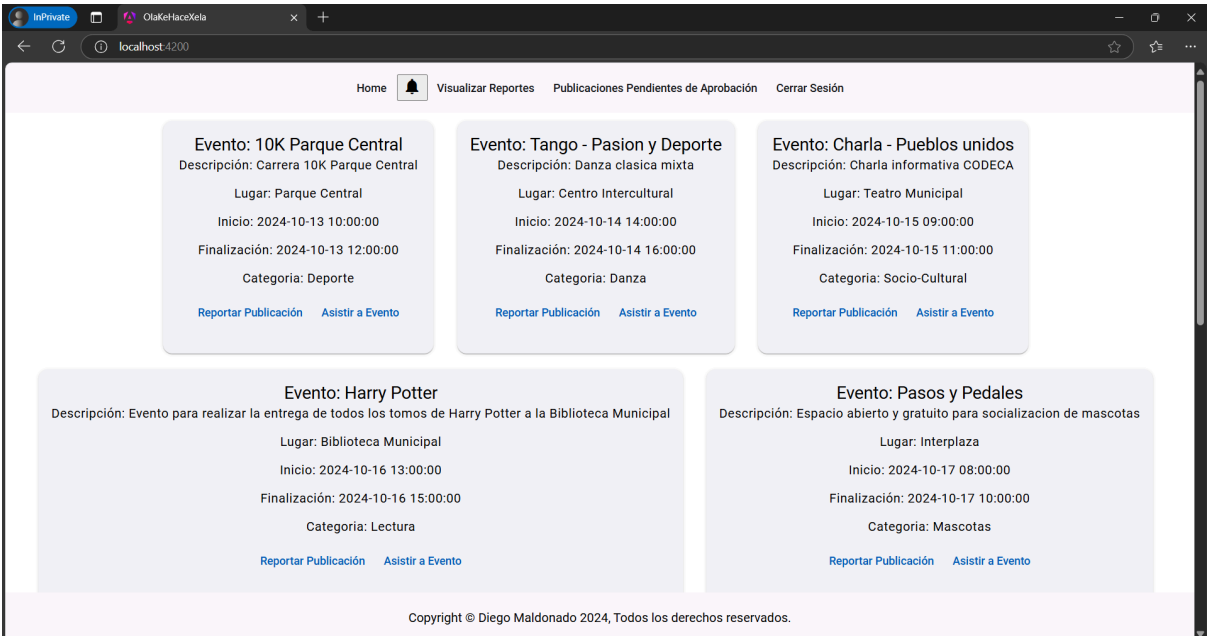 InPrivate
OlaKeHaceXela
localhost:4200
Home Visualizar Reportes Publicaciones Pendientes de Aprobación Cerrar Sesión
Evento: 10K Parque Central
Descripción: Carrera 10K Parque Central
Lugar: Parque Central
Inicio: 2024-10-13 10:00:00
Finalización: 2024-10-13 12:00:00
Categoria: Deporte
Reportar Publicación Asistir a Evento
Evento: Tango - Pasion y Deporte
Descripción: Danza clasica mixta
Lugar: Centro Intercultural
Inicio: 2024-10-14 14:00:00
Finalización: 2024-10-14 16:00:00
Categoria: Danza
Reportar Publicación Asistir a Evento
Evento: Charla - Pueblos unidos
Descripción: Charla informativa CODECA
Lugar: Teatro Municipal
Inicio: 2024-10-15 09:00:00
Finalización: 2024-10-15 11:00:00
Categoria: Socio-Cultural
Reportar Publicación Asistir a Evento
Evento: Harry Potter
Descripción: Evento para realizar la entrega de todos los tomos de Harry Potter a la Biblioteca Municipal
Lugar: Biblioteca Municipal
Inicio: 2024-10-16 13:00:00
Finalización: 2024-10-16 15:00:00
Categoria: Lectura
Reportar Publicación Asistir a Evento
Evento: Pasos y Pedales
Descripción: Espacio abierto y gratuito para socializacion de mascotas
Lugar: Interplaza
Inicio: 2024-10-17 08:00:00
Finalización: 2024-10-17 10:00:00
Categoria: Mascotas
Reportar Publicación Asistir a Evento
Copyright © Diego Maldonado 2024, Todos los derechos reservados.